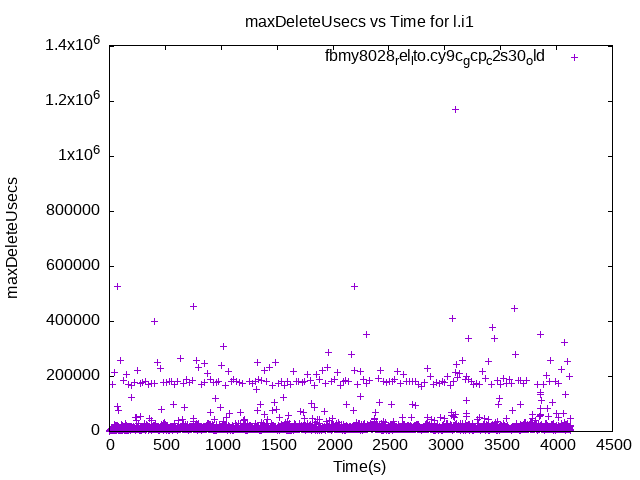 maxDeleteUsecs vs Time for l.i1
fbmy8028_rel_lto.cy9c_gcp_c2s30_old
maxDeleteUsecs
1.4x10^6
1.2x10^6
1x10^6
800000
600000
400000
200000
0
0 500 1000 1500 2000 2500 3000 3500 4000 4500
Time(s)